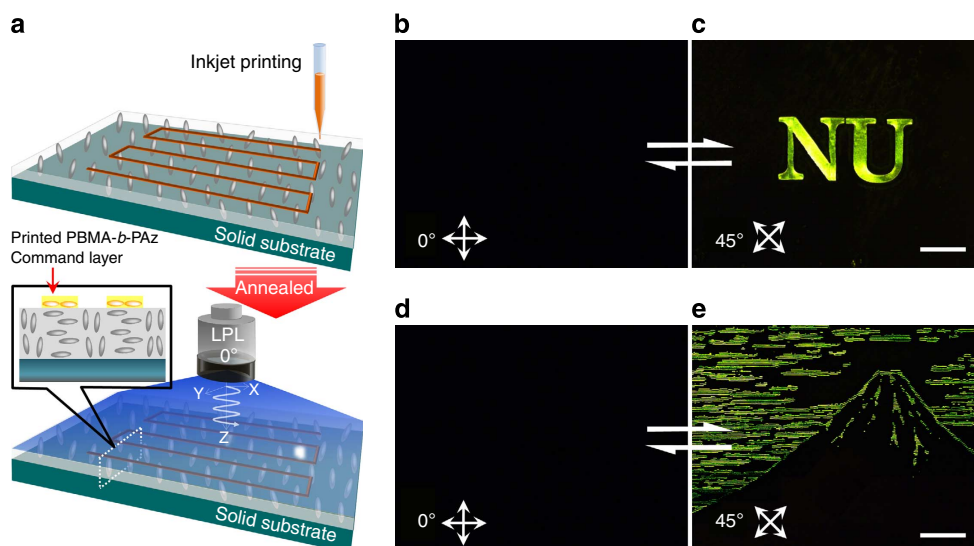 a
Inkjet printing
Solid substrate
Printed PBMA-b-PAz
Command layer
Annealed
LPL
0°
Y
X
Z
Solid substrate
b
0°
c
NU
45°
d
0°
e
45°